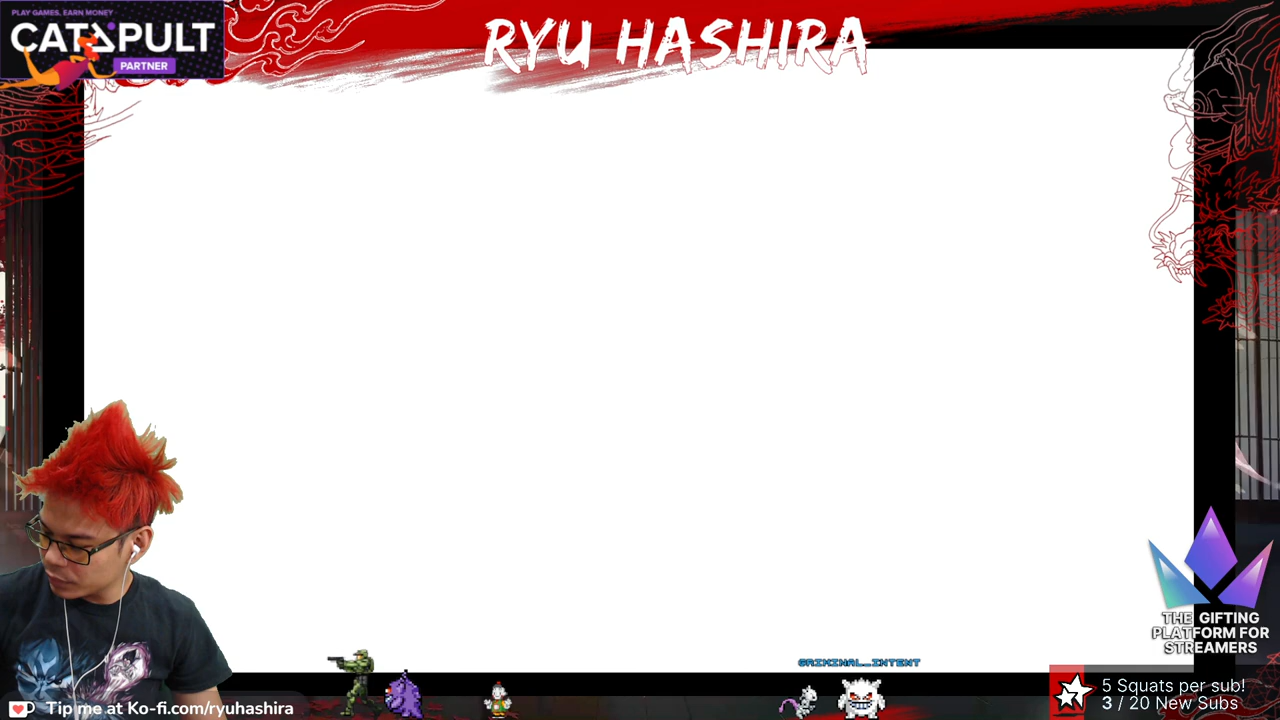 PLAY GAMES, EARN MONEY
CATAPULT
PARTNER
RYU HASHIRA
THE GIFTING
PLATFORM FOR
STREAMERS
GRIMINAL_INTENT
5 Squats per sub!
3 / 20 New Subs
Tip me at Ko-fi.com/ryuhashira